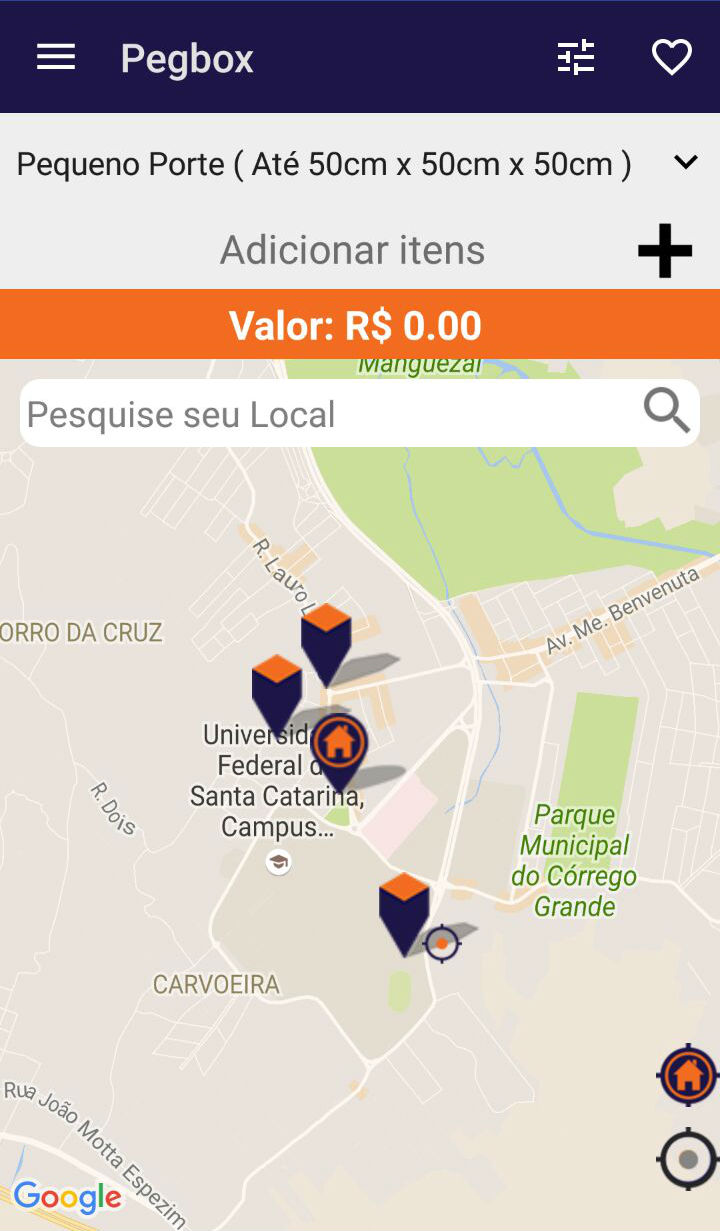 Pegbox
Pequeno Porte ( Até 50cm x 50cm x 50cm )
Adicionar itens
Valor: R$ 0.00
Manguezal
Pesquise seu Local
R. Lauro L
ORRO DA CRUZ
Av. Me. Benvenuta
Universid
Federal d
Santa Catarina,
Campus...
R. Dois
Parque
Municipal
do Córrego
Grande
CARVOEIRA
Rua João Motta Espezim
Google